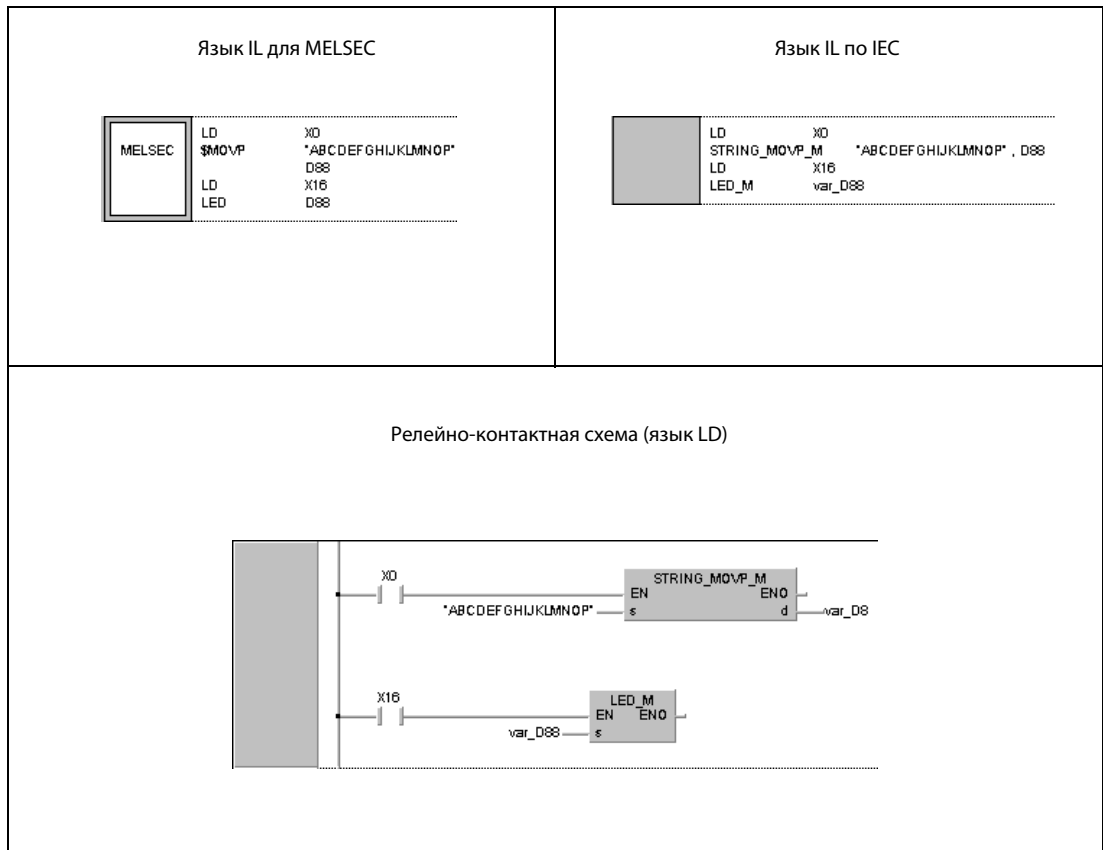 Язык IL для MELSEC
MELSEC
LD X0
$MOVP "ABCDEFGHIJKLMNOP"
D88
LD X16
LED D88
Язык IL по IEC
LD X0
STRING_MOVP_M "ABCDEFGHIJKLMNOP" , D88
LD X16
LED_M var_D88
Релейно-контактная схема (язык LD)
X0
STRING_MOVP_M
EN ENO
"ABCDEFGHIJKLMNOP" s d var_D8
X16
LED_M
EN ENO
var_D88 s